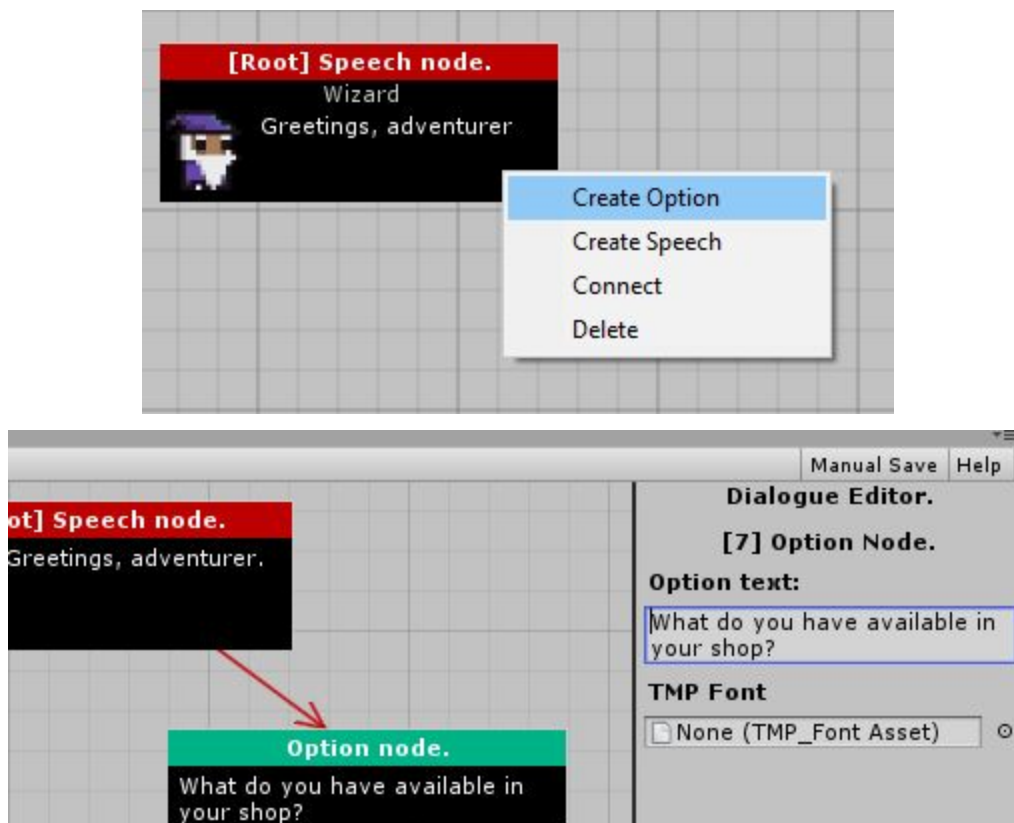 [Root] Speech node.
Wizard
Greetings, adventurer
Create Option
Create Speech
Connect
Delete
Manual Save
Help
ot] Speech node.
Greetings, adventurer.
Option node.
What do you have available in
your shop?
Dialogue Editor.
[7] Option Node.
Option text:
What do you have available in
your shop?
TMP Font
None (TMP_Font Asset)